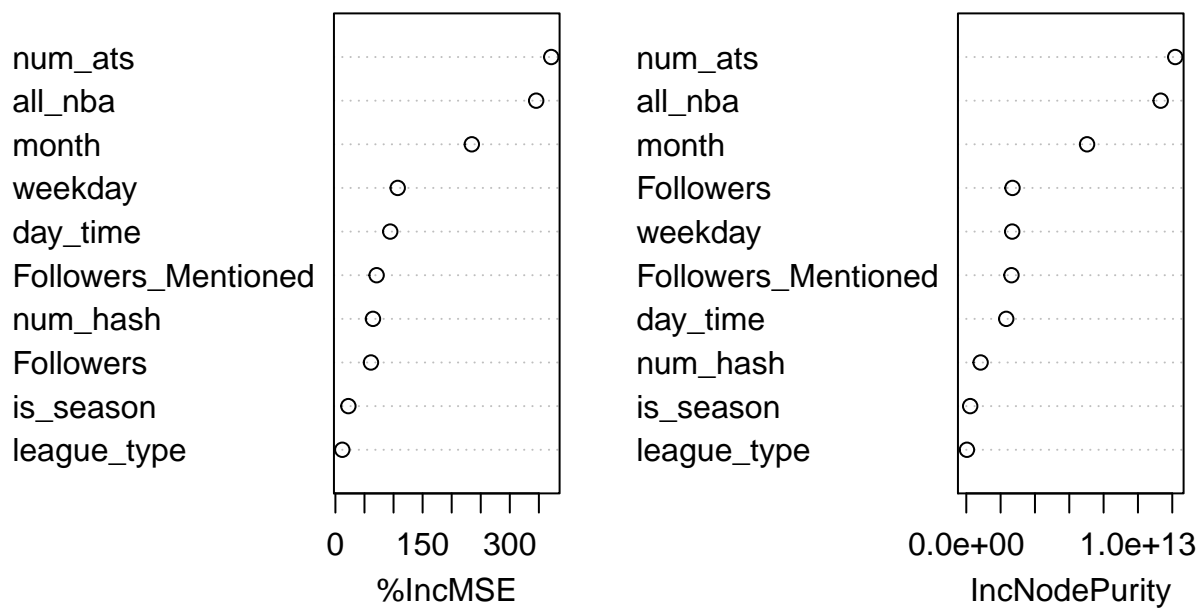 num_ats
all_nba
month
weekday
day_time
Followers_Mentioned
num_hash
Followers
is_season
league_type
0 150 300
%IncMSE
num_ats
all_nba
month
Followers
weekday
Followers_Mentioned
day_time
num_hash
is_season
league_type
0.0e+00 1.0e+13
IncNodePurity